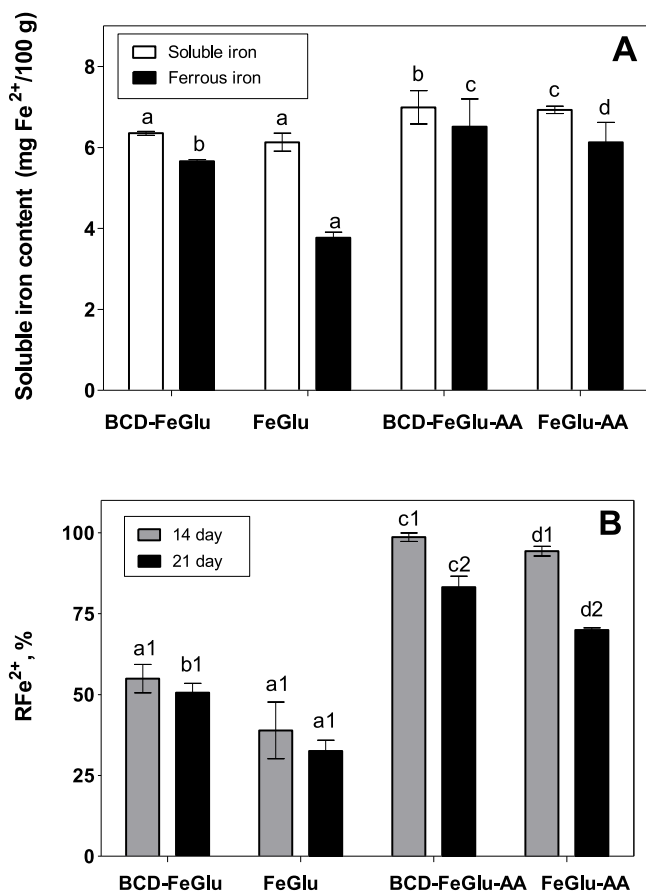 A
Soluble iron
Ferrous iron
Soluble iron content (mg Fe²⁺/100 g)
8
6
4
2
0
a
b
a
a
b
c
c
d
BCD-FeGlu
FeGlu
BCD-FeGlu-AA
FeGlu-AA
B
14 day
21 day
RFe²⁺, %
100
75
50
25
0
a1
b1
a1
a1
c1
c2
d1
d2
BCD-FeGlu
FeGlu
BCD-FeGlu-AA
FeGlu-AA